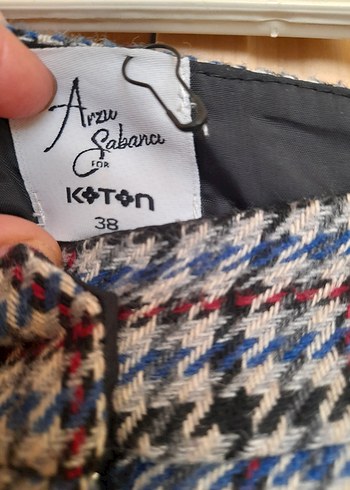 Arzu
Sabancı
FOR
KOTON
38